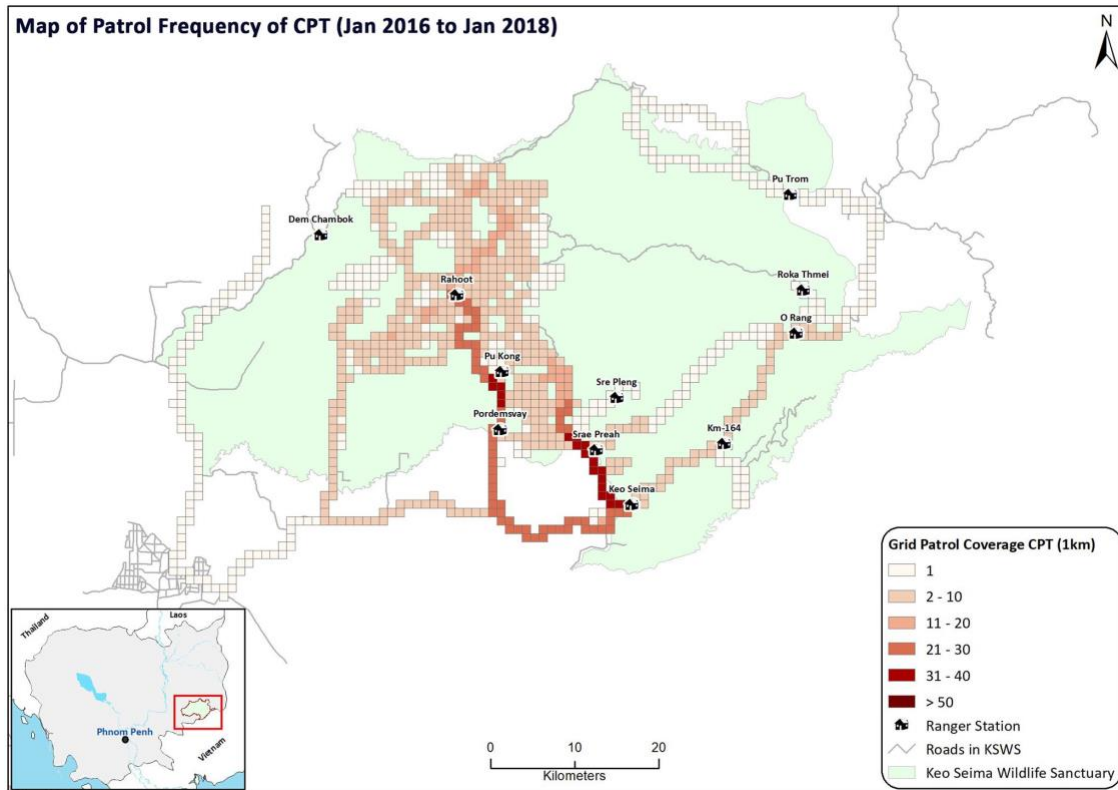 Map of Patrol Frequency of CPT (Jan 2016 to Jan 2018)
N
Pu Trom
Dem Chambok
Roka Thmei
Rahoot
O Rang
Pu Kong
Sre Pleng
Pordemsvay
Srae Preah
Km-164
Keo Seima
Grid Patrol Coverage CPT (1km)
1
2 - 10
11 - 20
21 - 30
31 - 40
> 50
Ranger Station
Roads in KSWS
Keo Seima Wildlife Sanctuary
Thailand
Laos
Phnom Penh
Vietnam
0 10 20
Kilometers